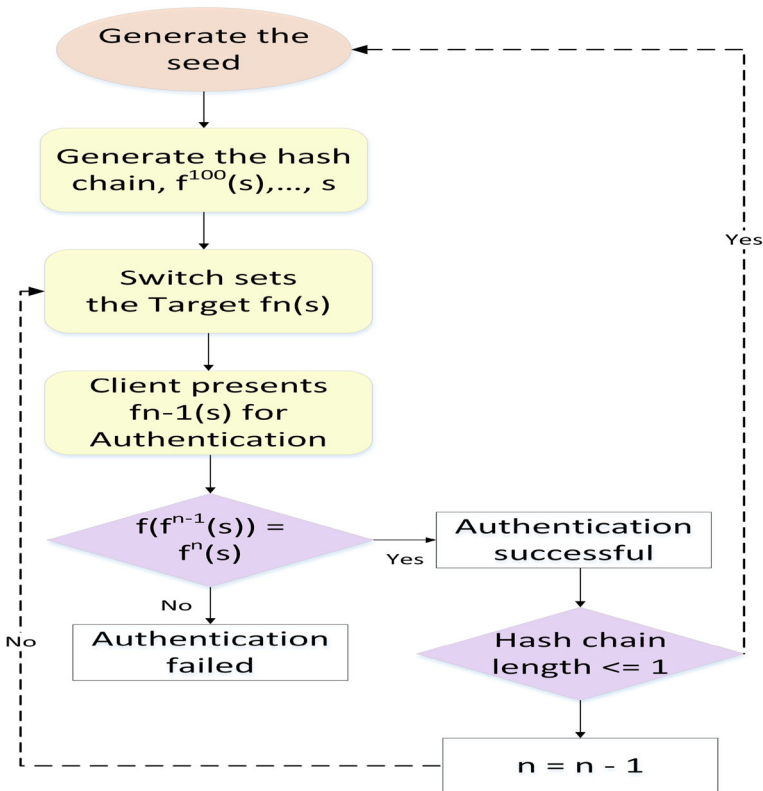 Generate the
seed
Generate the hash
chain, f¹⁰⁰(s),..., s
Switch sets
the Target fn(s)
Client presents
fn-1(s) for
Authentication
f(fⁿ⁻¹(s)) =
fⁿ(s)
Yes
Authentication
successful
No
Authentication
failed
Hash chain
length <= 1
Yes
n = n - 1
No